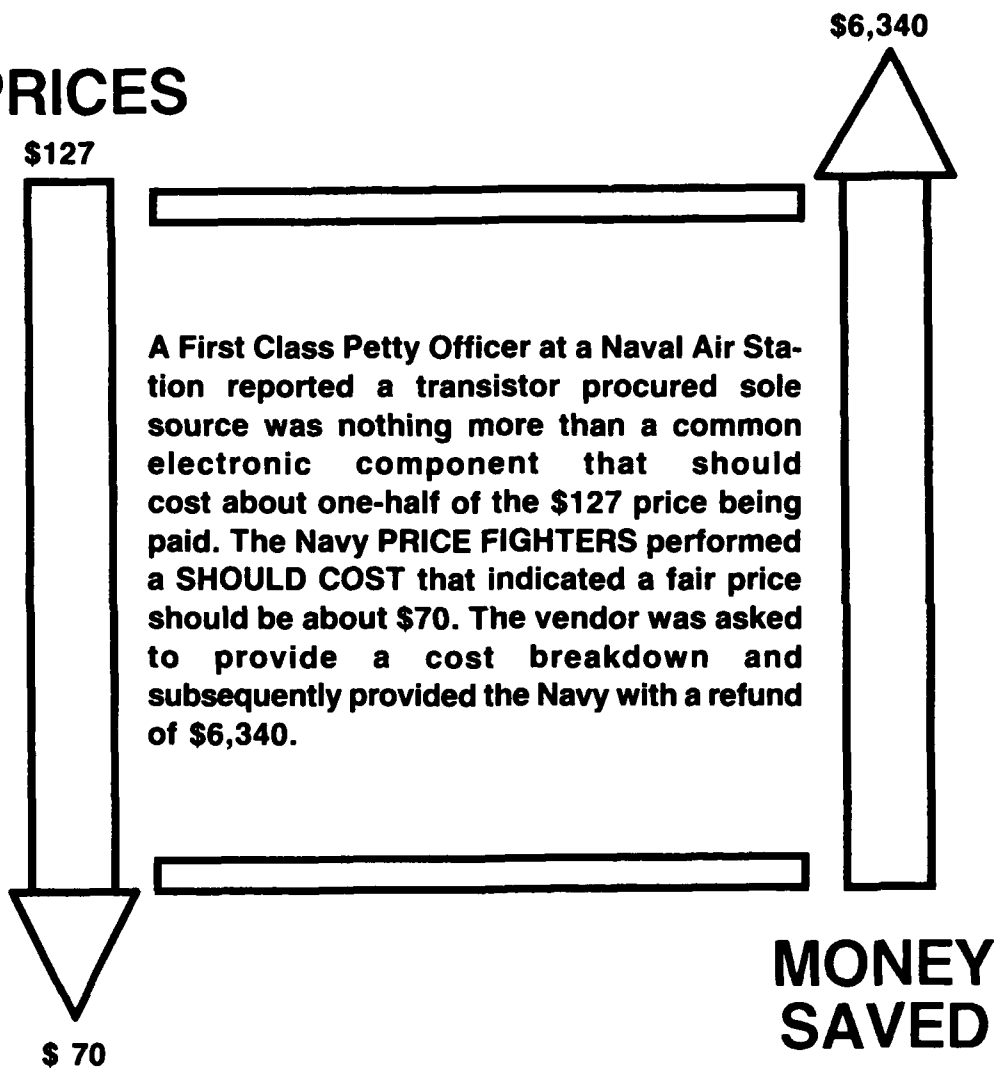 $6,340
PRICES
$127
A First Class Petty Officer at a Naval Air Sta-
tion reported a transistor procured sole
source was nothing more than a common
electronic component that should
cost about one-half of the $127 price being
paid. The Navy PRICE FIGHTERS performed
a SHOULD COST that indicated a fair price
should be about $70. The vendor was asked
to provide a cost breakdown and
subsequently provided the Navy with a refund
of $6,340.
MONEY
SAVED
$ 70